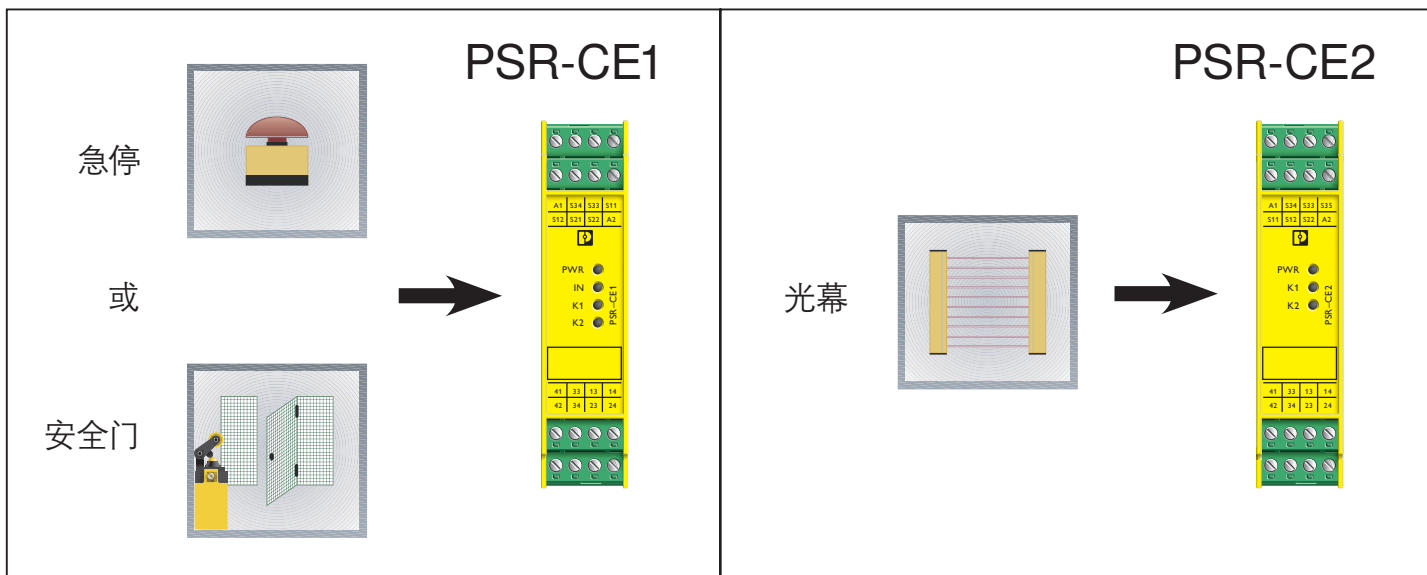 PSR-CE1
急停
或
安全门
A1 S34 S33 S11
S12 S21 S22 A2
PWR
IN
K1
K2
PSR-CE1
41 33 13 14
42 34 23 24
PSR-CE2
光幕
A1 S34 S33 S35
S11 S12 S22 A2
PWR
K1
K2
PSR-CE2
41 33 13 14
42 34 23 24